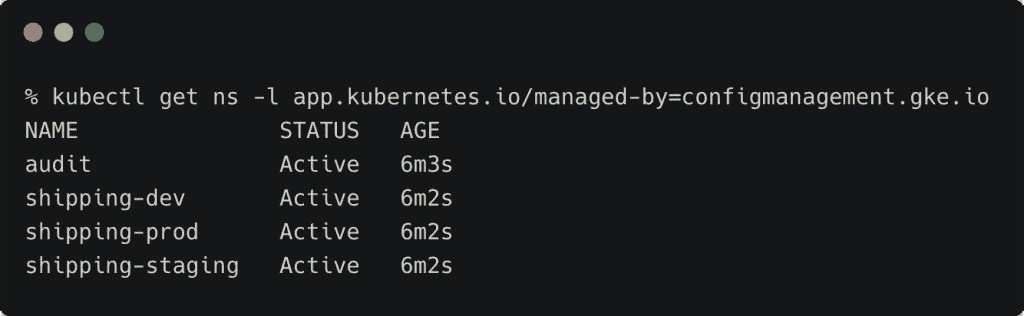 % kubectl get ns -l app.kubernetes.io/managed-by=configmanagement.gke.io
NAME               STATUS   AGE
audit              Active   6m3s
shipping-dev       Active   6m2s
shipping-prod      Active   6m2s
shipping-staging   Active   6m2s